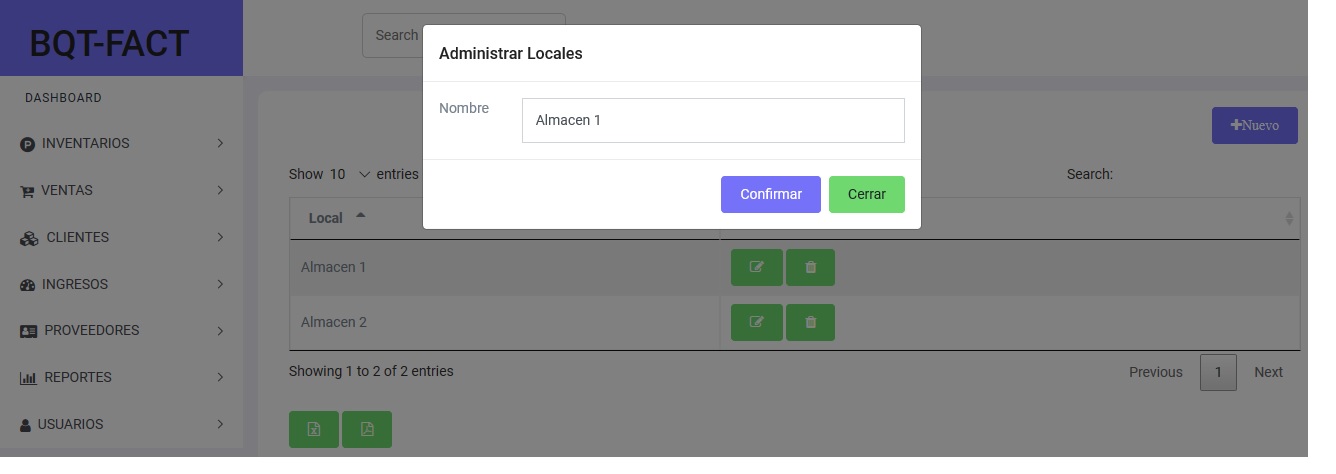 BQT-FACT
Search
DASHBOARD
INVENTARIOS
VENTAS
CLIENTES
INGRESOS
PROVEEDORES
REPORTES
USUARIOS
Administrar Locales
Nombre
Almacen 1
Confirmar Cerrar
Nuevo
Show 10 entries
Search:
Local
Almacen 1
Almacen 2
Showing 1 to 2 of 2 entries
Previous 1 Next